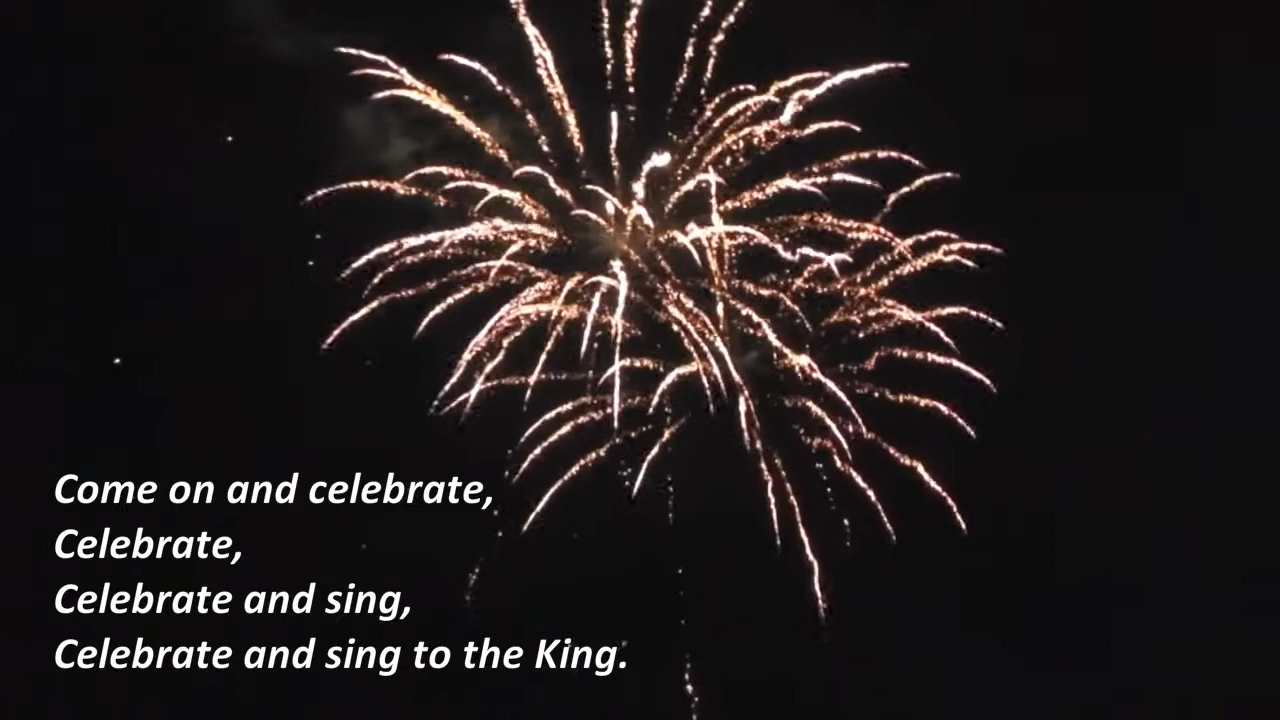 Come on and celebrate,
Celebrate,
Celebrate and sing,
Celebrate and sing to the King.